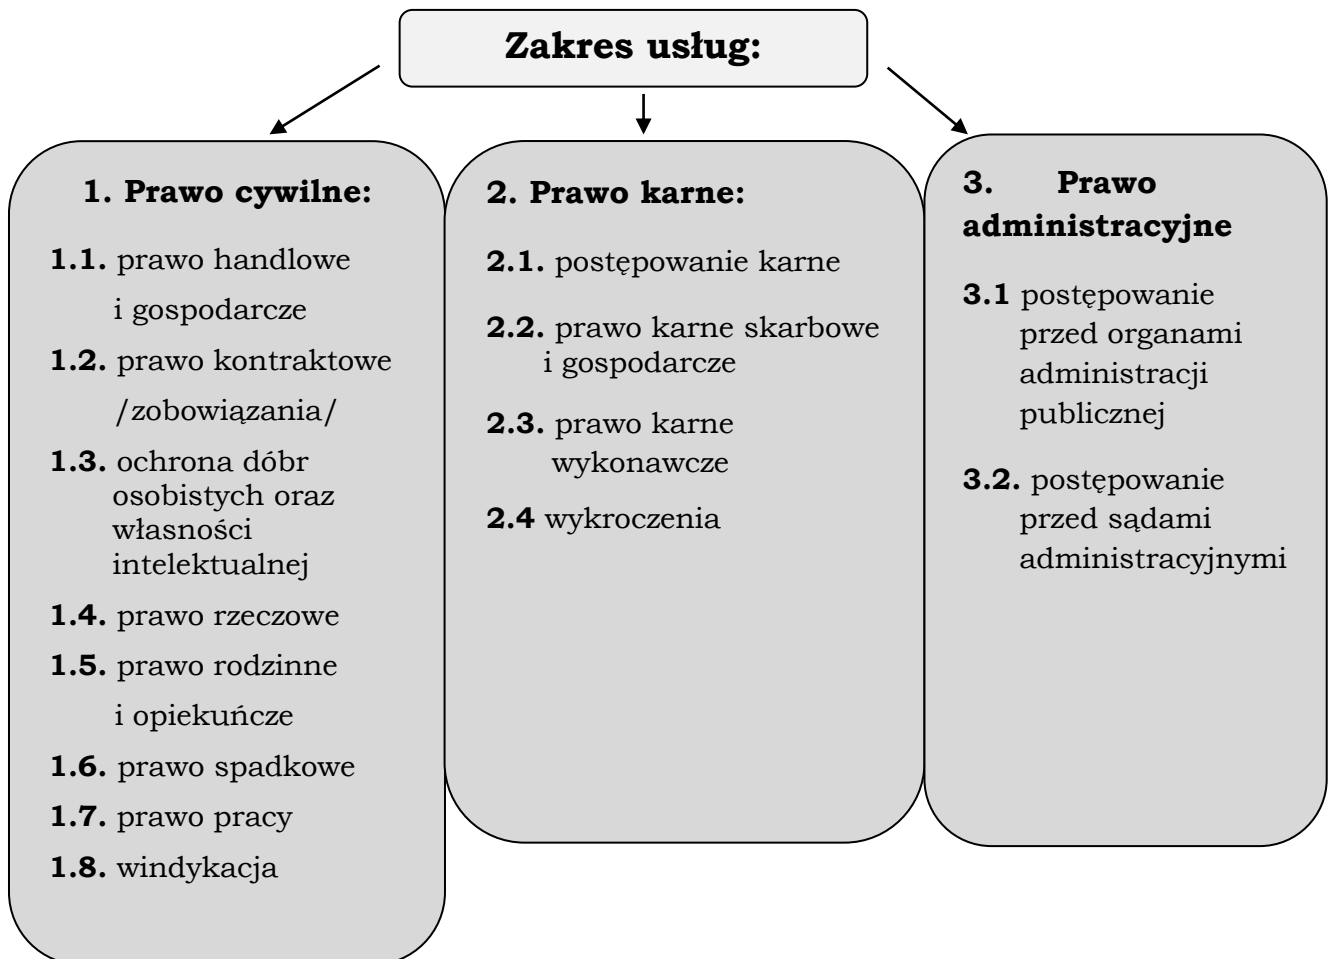 Zakres usług:
1. Prawo cywilne:
1.1. prawo handlowe
i gospodarcze
1.2. prawo kontraktowe
/zobowiązania/
1.3. ochrona dóbr
osobistych oraz
własności
intelektualnej
1.4. prawo rzeczowe
1.5. prawo rodzinne
i opiekuńcze
1.6. prawo spadkowe
1.7. prawo pracy
1.8. windykacja
2. Prawo karne:
2.1. postępowanie karne
2.2. prawo karne skarbowe
i gospodarcze
2.3. prawo karne
wykonawcze
2.4 wykroczenia
3. Prawo
administracyjne
3.1 postępowanie
przed organami
administracji
publicznej
3.2. postępowanie
przed sądami
administracyjnymi